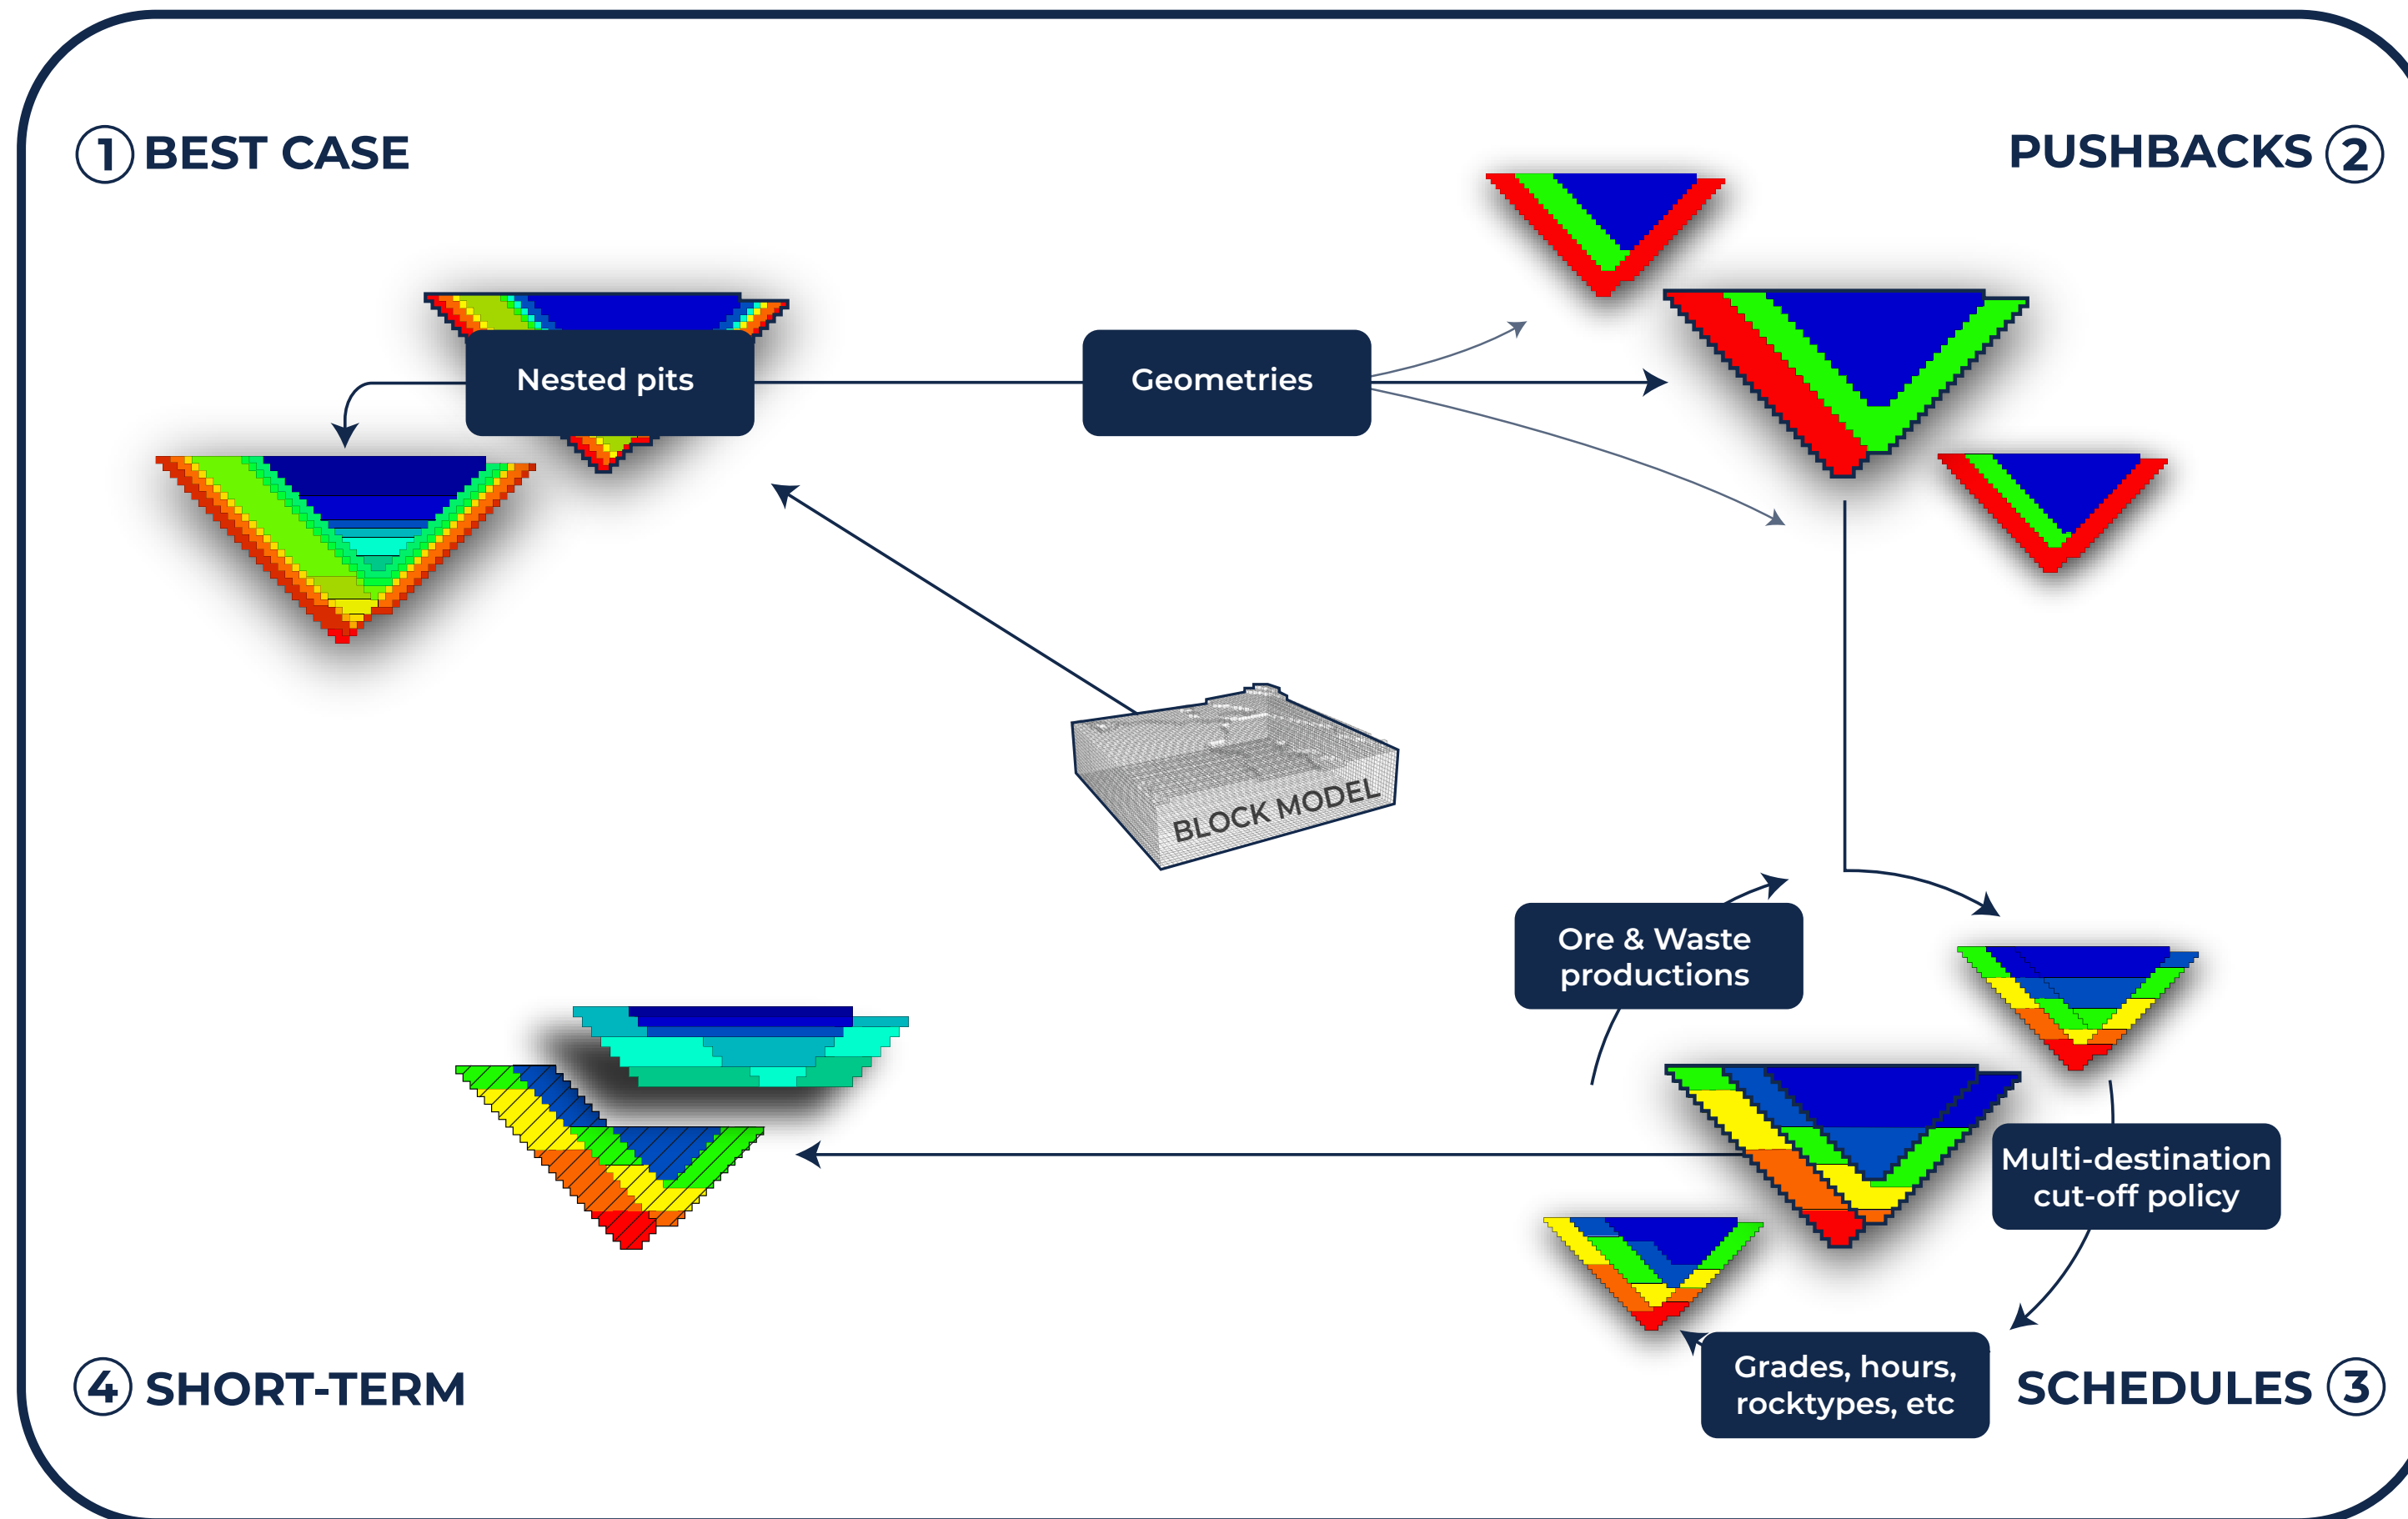 1 BEST CASE
PUSHBACKS 2
Nested pits
Geometries
BLOCK MODEL
Ore & Waste
productions
Multi-destination
cut-off policy
Grades, hours,
rocktypes, etc
4 SHORT-TERM
SCHEDULES 3